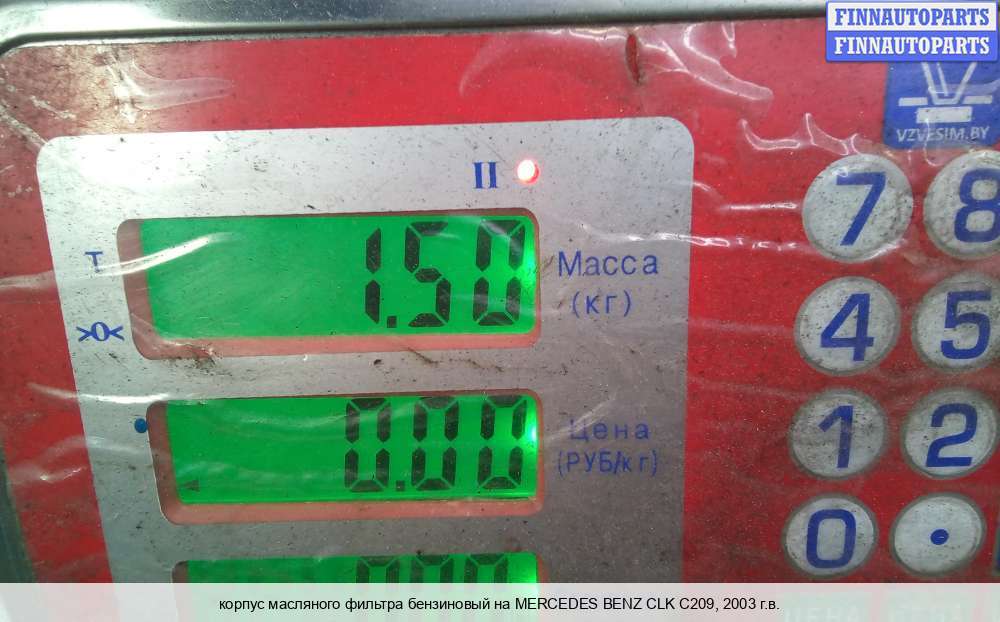 FINNAUTOPARTS
FINNAUTOPARTS
VZVESIM.BY
II
7 8
1.50
Т
Масса
(кг)
>0<
4 5
0.00
Цена
(РУБ/кг)
1 2
0 .
корпус масляного фильтра бензиновый на MERCEDES BENZ CLK C209, 2003 г.в.